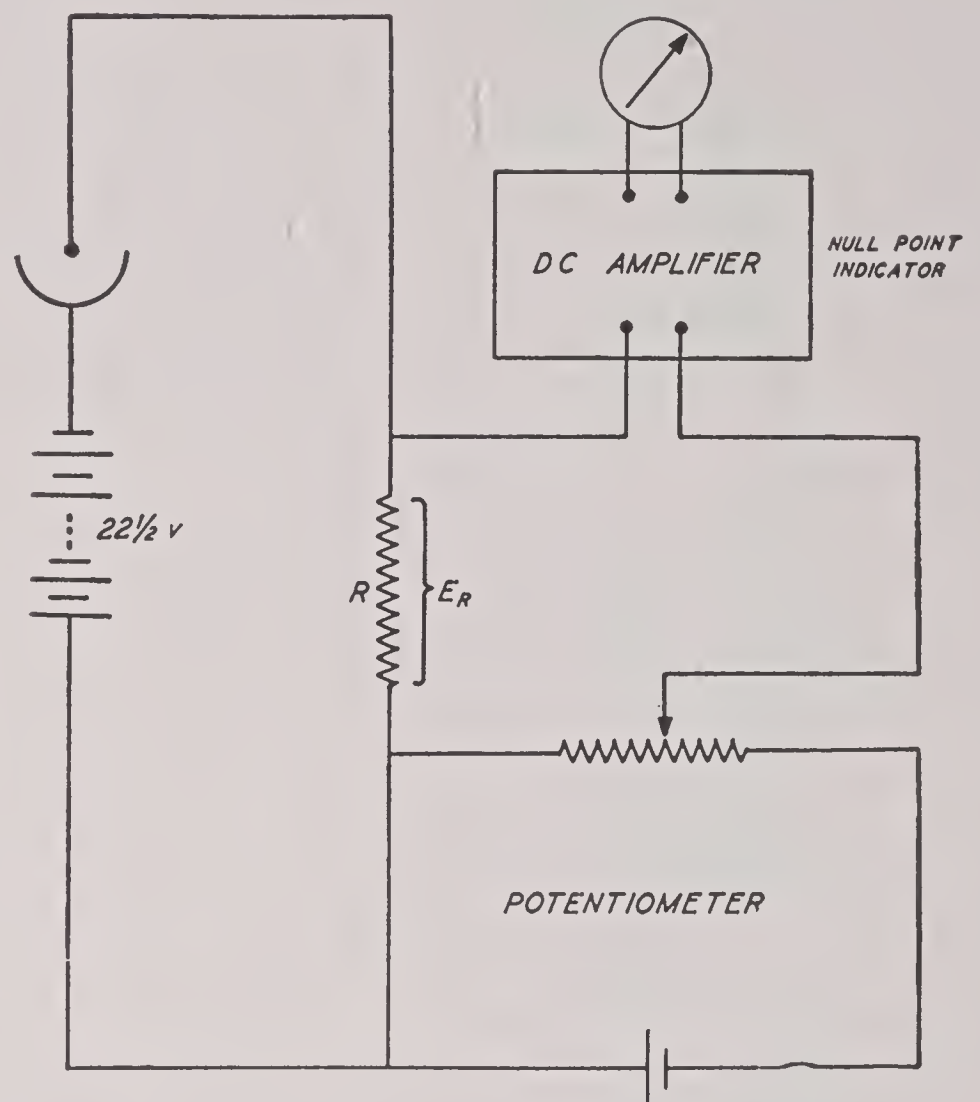 DC AMPLIFIER
NULL POINT
INDICATOR
22½ V
R
E_R
POTENTIOMETER